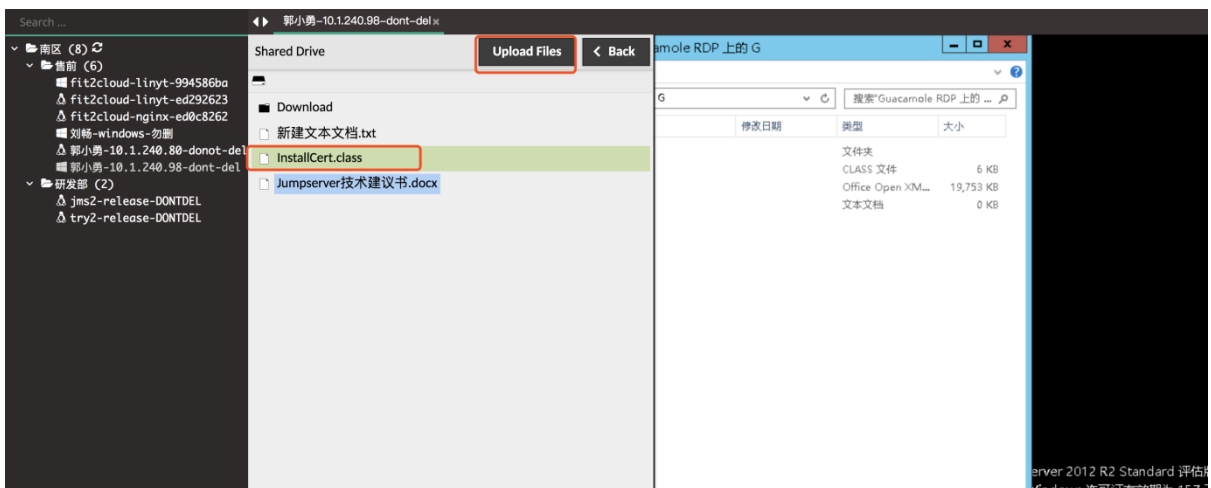 Search ...
郭小勇-10.1.240.98-dont-del×
南区 (8)
售前 (6)
fit2cloud-linyt-994586ba
fit2cloud-linyt-ed292623
fit2cloud-nginx-ed0c8262
刘畅-windows-勿删
郭小勇-10.1.240.80-donot-del
郭小勇-10.1.240.98-dont-del
研发部 (2)
jms2-release-DONTDEL
try2-release-DONTDEL
Shared Drive
Upload Files
Back
Download
新建文本文档.txt
InstallCert.class
Jumpserver技术建议书.docx
amole RDP 上的 G
G
搜索"Guacamole RDP 上的 ...
修改日期 类型 大小
文件夹
CLASS 文件 6 KB
Office Open XM... 19,753 KB
文本文档 0 KB
erver 2012 R2 Standard 评估版